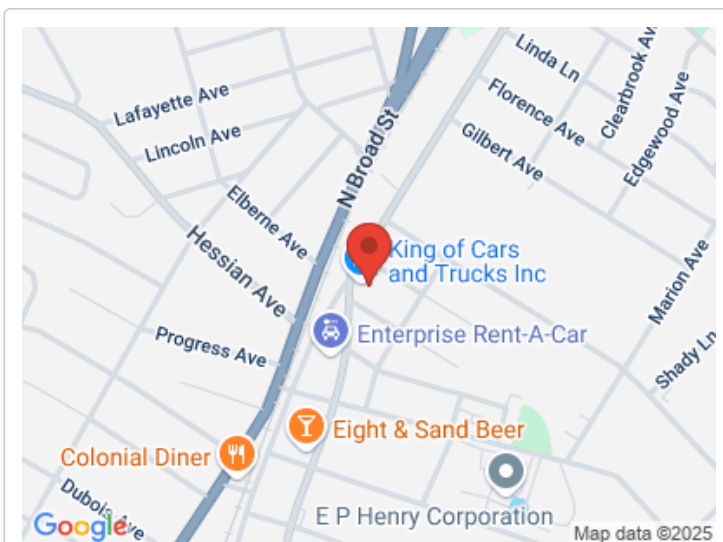 Linda Ln
Clearbrook Av
Lafayette Ave
Florence Ave
Edgewood Ave
Lincoln Ave
Gilbert Ave
N Broad St
Elberne Ave
Hessian Ave
King of Cars
and Trucks Inc
Marion Ave
Progress Ave
Enterprise Rent-A-Car
Shady Ln
Eight & Sand Beer
Colonial Diner
Dubois Ave
E P Henry Corporation
Google
Map data ©2025